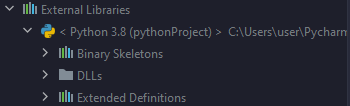 External Libraries
< Python 3.8 (pythonProject) > C:\Users\user\Pycharm
Binary Skeletons
DLLs
Extended Definitions